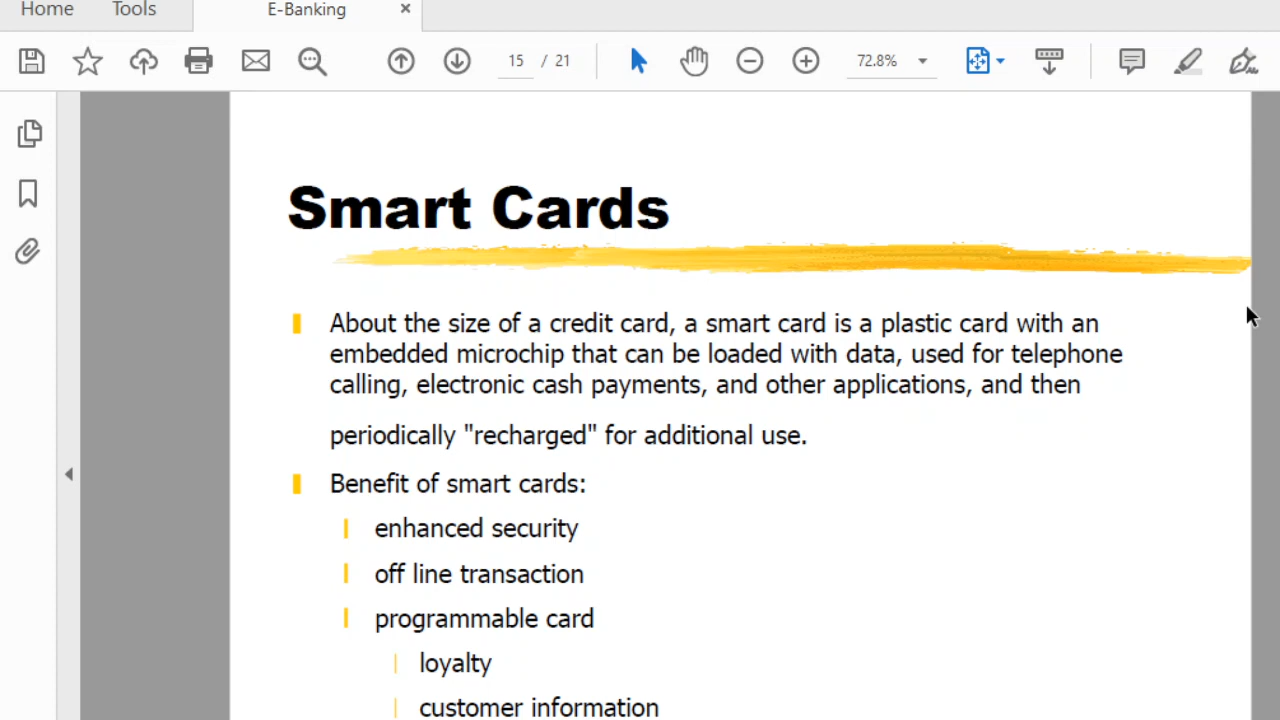 Home Tools E-Banking ×
15 / 21 72.8%
Smart Cards
About the size of a credit card, a smart card is a plastic card with an
embedded microchip that can be loaded with data, used for telephone
calling, electronic cash payments, and other applications, and then
periodically "recharged" for additional use.
Benefit of smart cards:
enhanced security
off line transaction
programmable card
loyalty
customer information